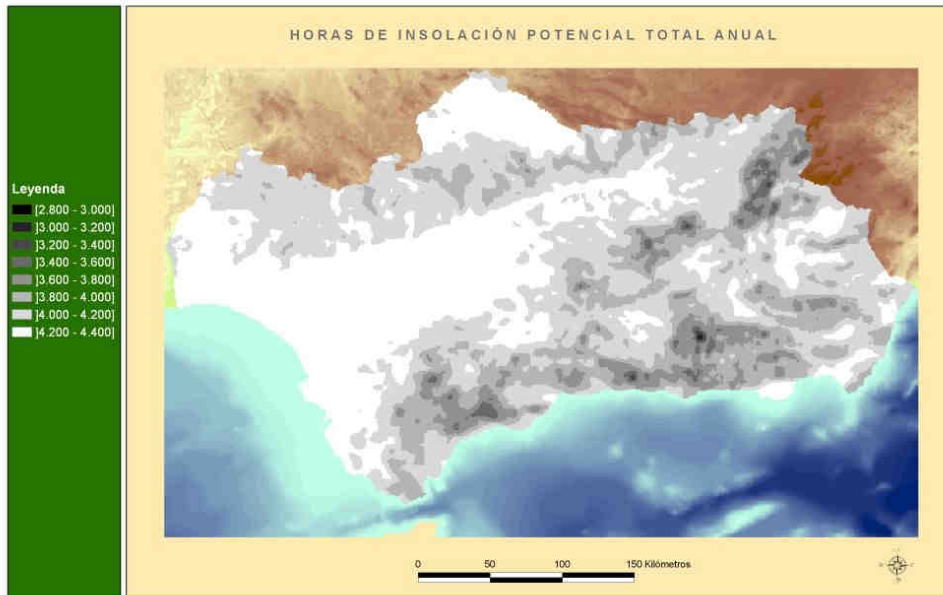 HORAS DE INSOLACIÓN POTENCIAL TOTAL ANUAL
Leyenda
[2.800 - 3.000]
]3.000 - 3.200]
]3.200 - 3.400]
]3.400 - 3.600]
]3.600 - 3.800]
]3.800 - 4.000]
]4.000 - 4.200]
]4.200 - 4.400]
0 50 100 150 Kilómetros